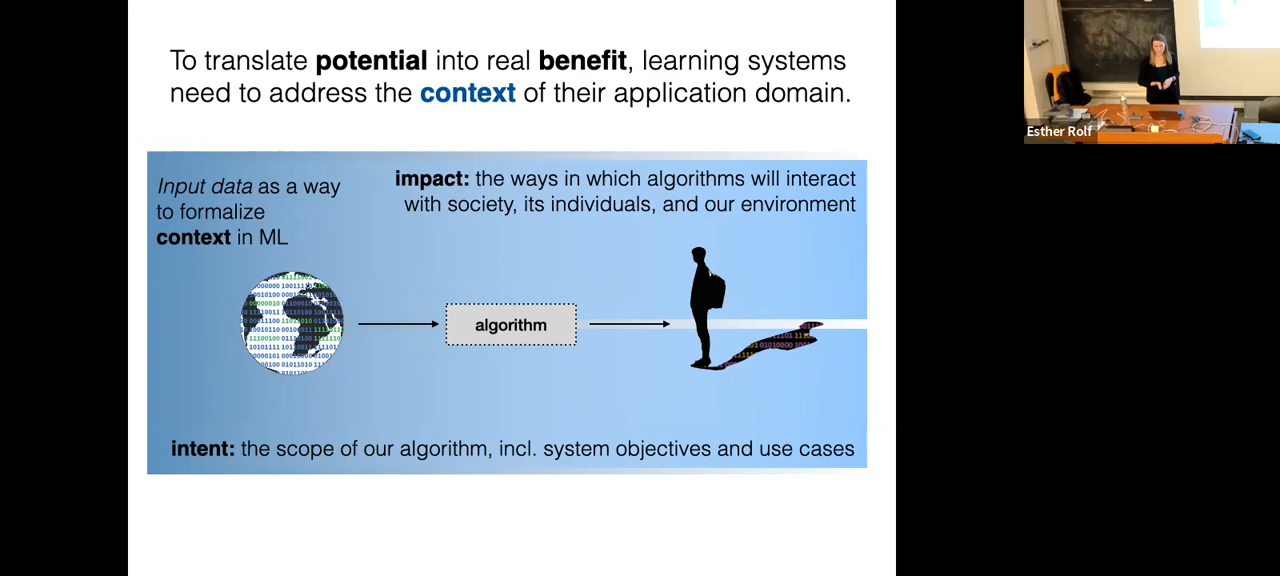 To translate potential into real benefit, learning systems
need to address the context of their application domain.
Input data as a way
to formalize
context in ML
impact: the ways in which algorithms will interact
with society, its individuals, and our environment
algorithm
intent: the scope of our algorithm, incl. system objectives and use cases
Esther Rolf